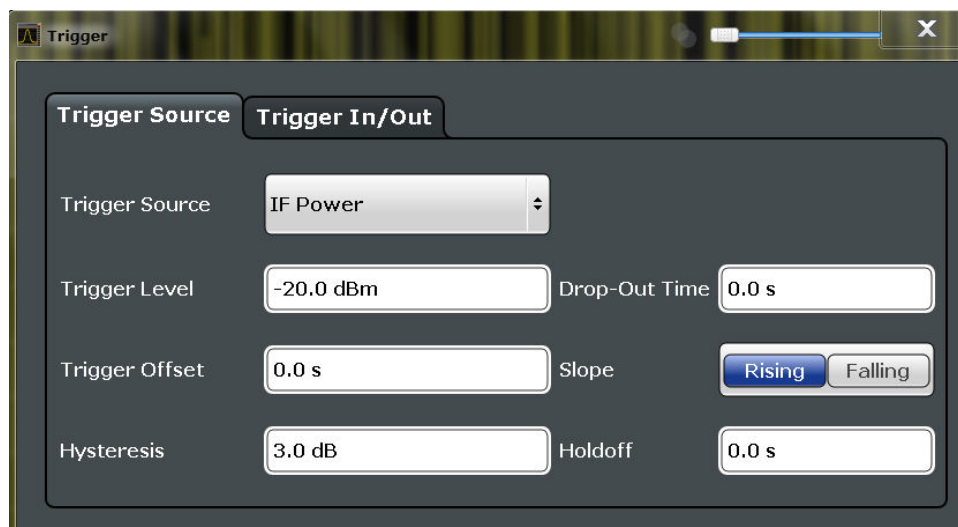 Trigger
X
Trigger Source Trigger In/Out
Trigger Source IF Power
Trigger Level -20.0 dBm Drop-Out Time 0.0 s
Trigger Offset 0.0 s Slope Rising Falling
Hysteresis 3.0 dB Holdoff 0.0 s